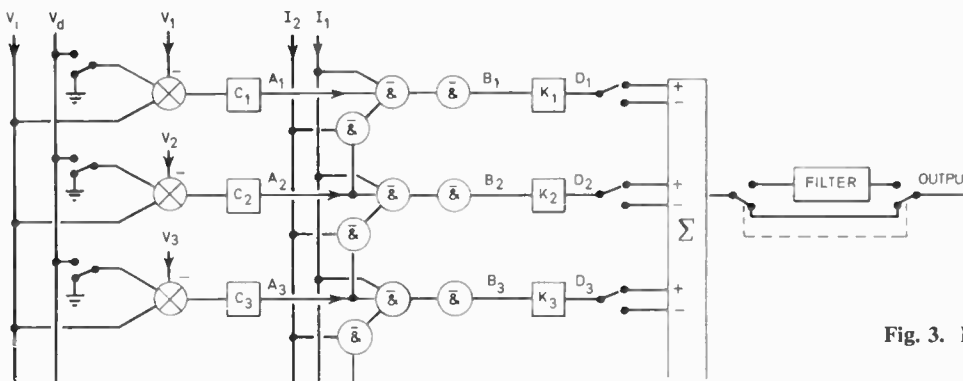 Vi Vd V1 I2 I1
− C1 A1 & & B1 K1 D1 + −
&
V2
− C2 A2 & & B2 K2 D2 + −
Σ FILTER OUTPU
&
V3
− C3 A3 & & B3 K3 D3 + −
&
Fig. 3.